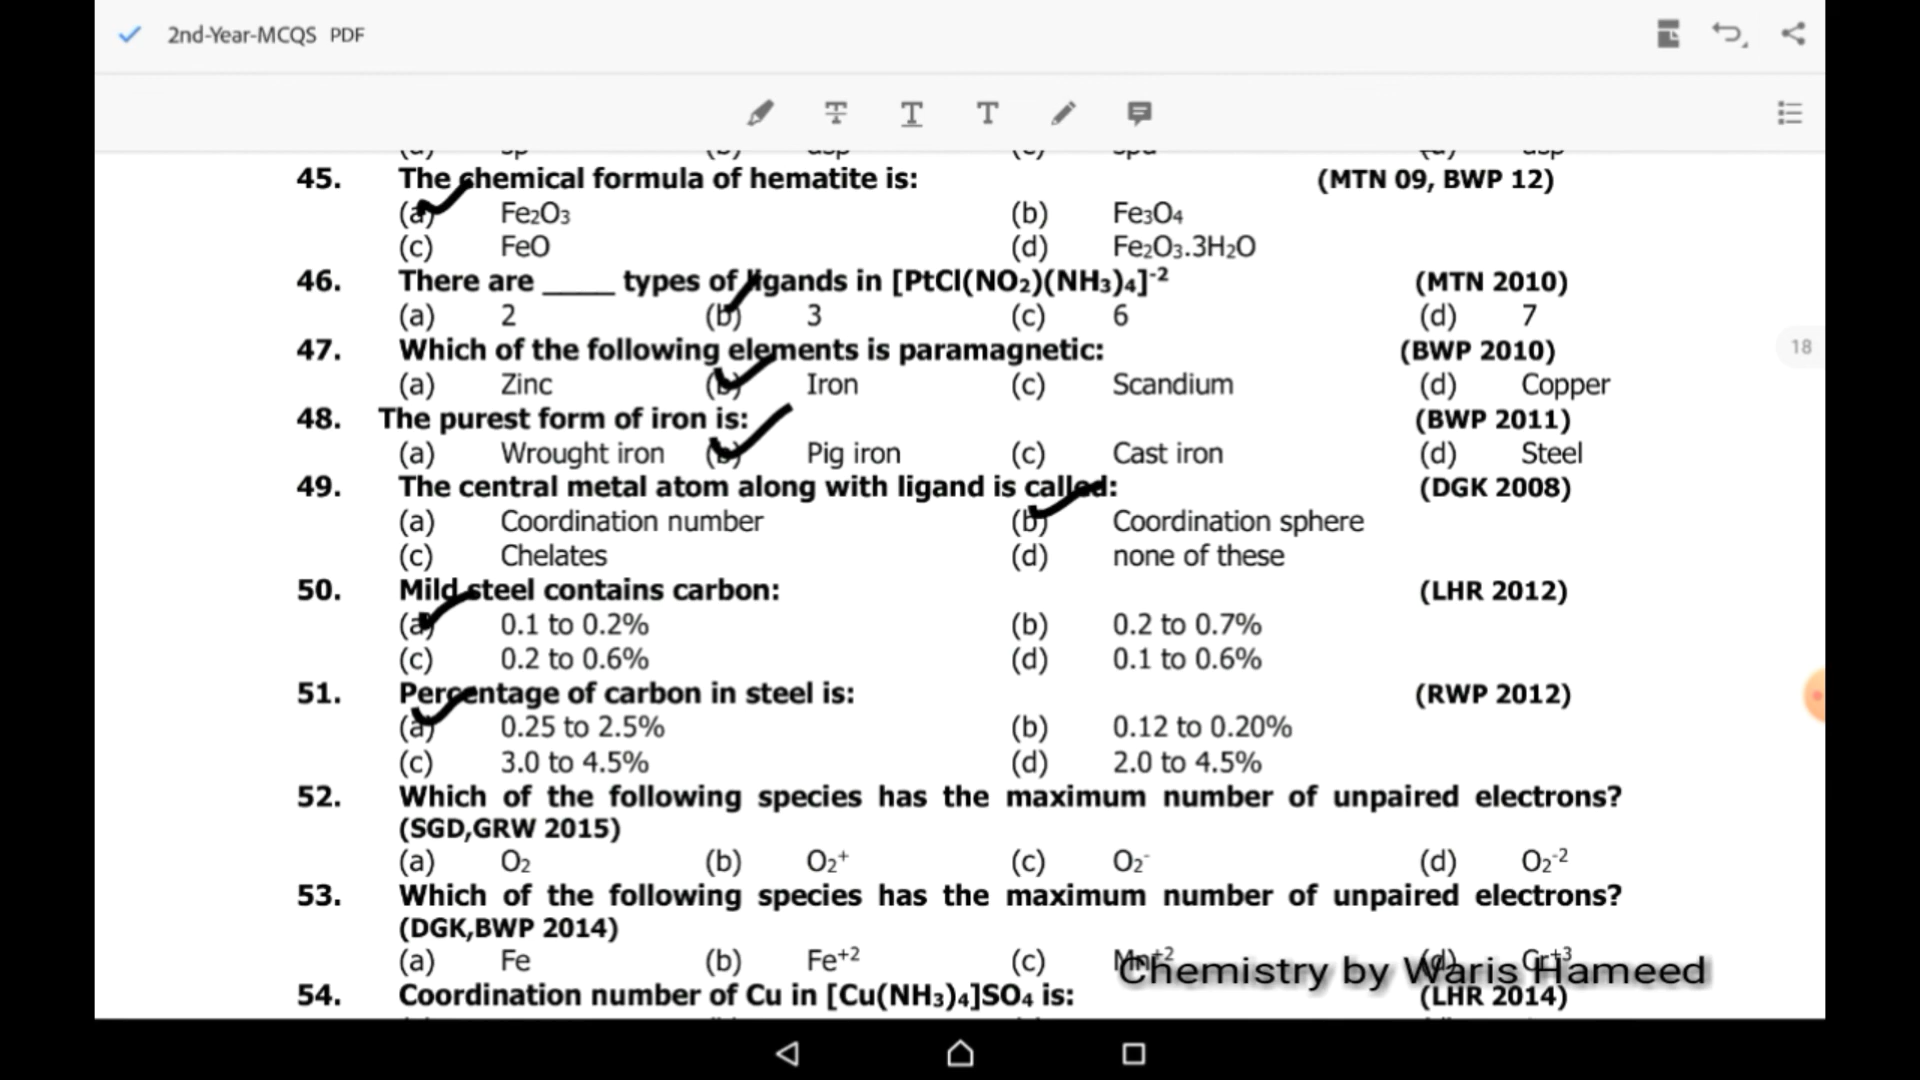 2nd-Year-MCQS PDF
45. The chemical formula of hematite is: (MTN 09, BWP 12)
(a) Fe₂O₃ (b) Fe₃O₄
(c) FeO (d) Fe₂O₃.3H₂O
46. There are _____ types of ligands in [PtCl(NO₂)(NH₃)₄]⁻² (MTN 2010)
(a) 2 (b) 3 (c) 6 (d) 7
47. Which of the following elements is paramagnetic: (BWP 2010)
(a) Zinc (b) Iron (c) Scandium (d) Copper
18
48. The purest form of iron is: (BWP 2011)
(a) Wrought iron (b) Pig iron (c) Cast iron (d) Steel
49. The central metal atom along with ligand is called: (DGK 2008)
(a) Coordination number (b) Coordination sphere
(c) Chelates (d) none of these
50. Mild steel contains carbon: (LHR 2012)
(a) 0.1 to 0.2% (b) 0.2 to 0.7%
(c) 0.2 to 0.6% (d) 0.1 to 0.6%
51. Percentage of carbon in steel is: (RWP 2012)
(a) 0.25 to 2.5% (b) 0.12 to 0.20%
(c) 3.0 to 4.5% (d) 2.0 to 4.5%
52. Which of the following species has the maximum number of unpaired electrons?
(SGD,GRW 2015)
(a) O₂ (b) O₂⁺ (c) O₂⁻ (d) O₂⁻²
53. Which of the following species has the maximum number of unpaired electrons?
(DGK,BWP 2014)
(a) Fe (b) Fe⁺² (c) Mn⁺² (d) Cr⁺³
Chemistry by Waris Hameed
54. Coordination number of Cu in [Cu(NH₃)₄]SO₄ is: (LHR 2014)